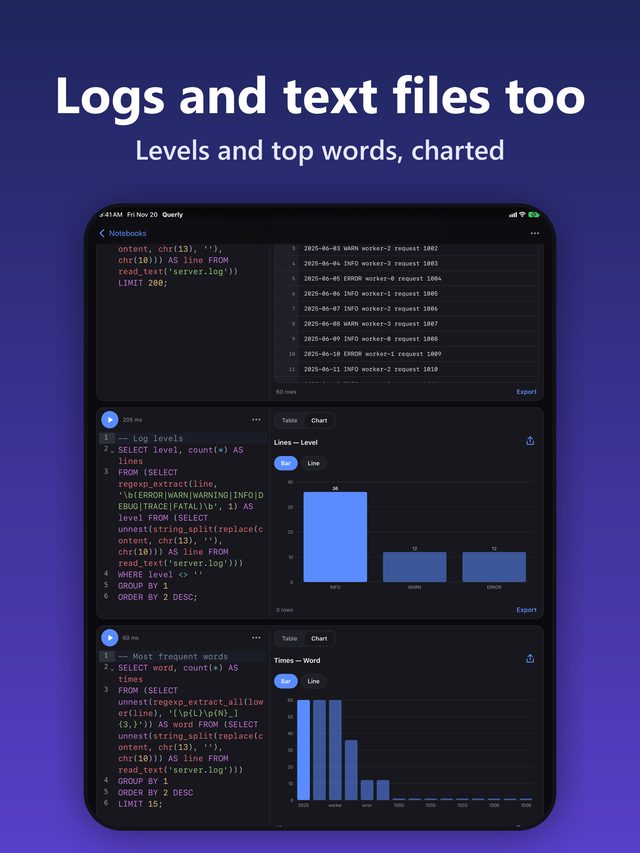 Logs and text files too
Levels and top words, charted
9:41 AM Fri Nov 20 Querly
Notebooks
ontent, chr(13), ''),
chr(10))) AS line FROM
read_text('server.log'))
LIMIT 200;
3 2025-06-03 WARN worker-2 request 1002
4 2025-06-04 INFO worker-3 request 1003
5 2025-06-05 ERROR worker-0 request 1004
6 2025-06-06 INFO worker-1 request 1005
7 2025-06-07 INFO worker-2 request 1006
8 2025-06-08 WARN worker-3 request 1007
9 2025-06-09 INFO worker-0 request 1008
10 2025-06-10 ERROR worker-1 request 1009
11 2025-06-11 INFO worker-2 request 1010
60 rows
Export
205 ms
1 -- Log levels
2 SELECT level, count(*) AS
lines
3 FROM (SELECT
regexp_extract(line,
'\b(ERROR|WARN|WARNING|INFO|D
EBUG|TRACE|FATAL)\b', 1) AS
level FROM (SELECT
unnest(string_split(replace(c
ontent, chr(13), ''),
chr(10))) AS line FROM
read_text('server.log')))
4 WHERE level <> ''
5 GROUP BY 1
6 ORDER BY 2 DESC;
Table Chart
Lines — Level
Bar Line
40
30
20
10
0
36
12
12
INFO WARN ERROR
3 rows
Export
60 ms
1 -- Most frequent words
2 SELECT word, count(*) AS
times
3 FROM (SELECT
unnest(regexp_extract_all(low
er(line), '[\p{L}\p{N}_]
{3,}')) AS word FROM (SELECT
unnest(string_split(replace(c
ontent, chr(13), ''),
chr(10))) AS line FROM
read_text('server.log')))
4 GROUP BY 1
5 ORDER BY 2 DESC
6 LIMIT 15;
Table Chart
Times — Word
Bar Line
60
50
40
30
20
10
0
2025 worker error 1000 1005 1003 1006 1008